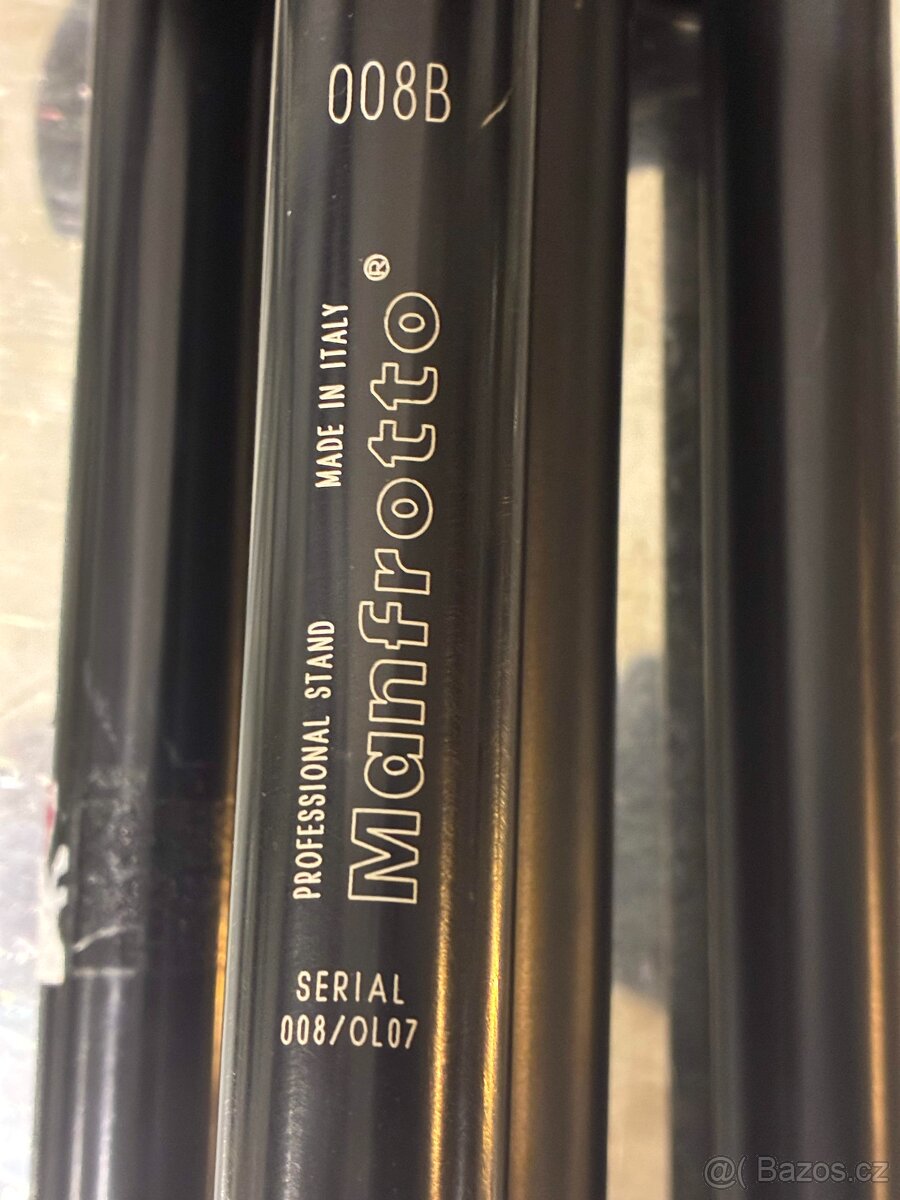 008B
MADE IN ITALY
PROFESSIONAL STAND
Manfrotto®
SERIAL
008/OL07
@( Bazos.cz